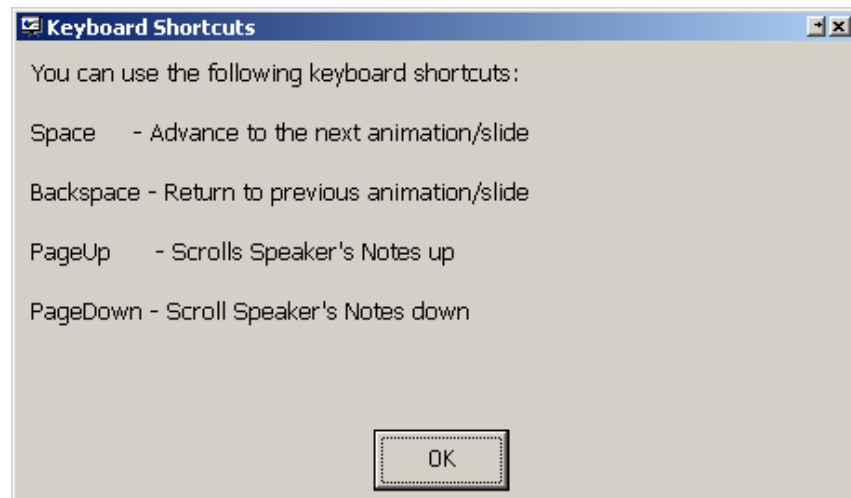 Keyboard Shortcuts
You can use the following keyboard shortcuts:
Space - Advance to the next animation/slide
Backspace - Return to previous animation/slide
PageUp - Scrolls Speaker's Notes up
PageDown - Scroll Speaker's Notes down
OK